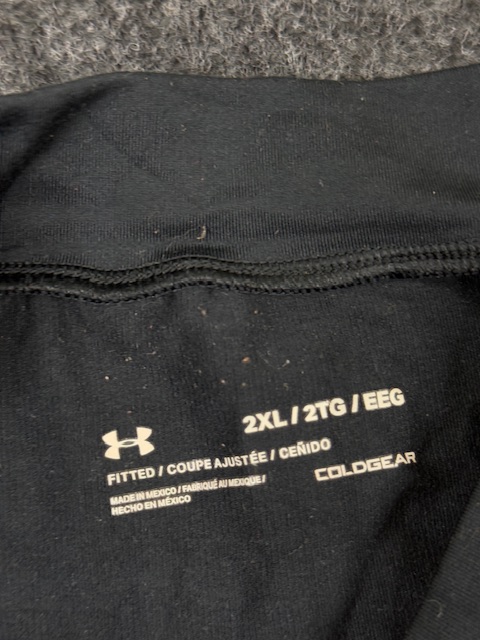 2XL / 2TG / EEG
FITTED / COUPE AJUSTÉE / CEÑIDO
COLDGEAR
MADE IN MEXICO / FABRIQUÉ AU MEXIQUE /
HECHO EN MÉXICO